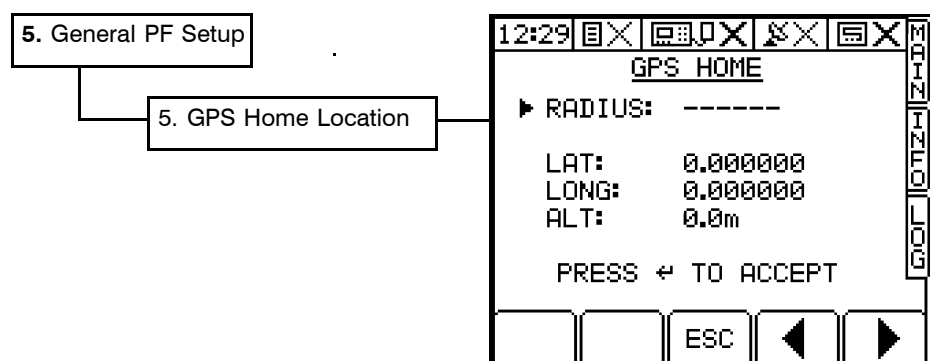 5. General PF Setup
5. GPS Home Location
12:29
GPS HOME
RADIUS: ------
LAT: 0.000000
LONG: 0.000000
ALT: 0.0m
PRESS ↵ TO ACCEPT
ESC
MAIN
INFO
LOG